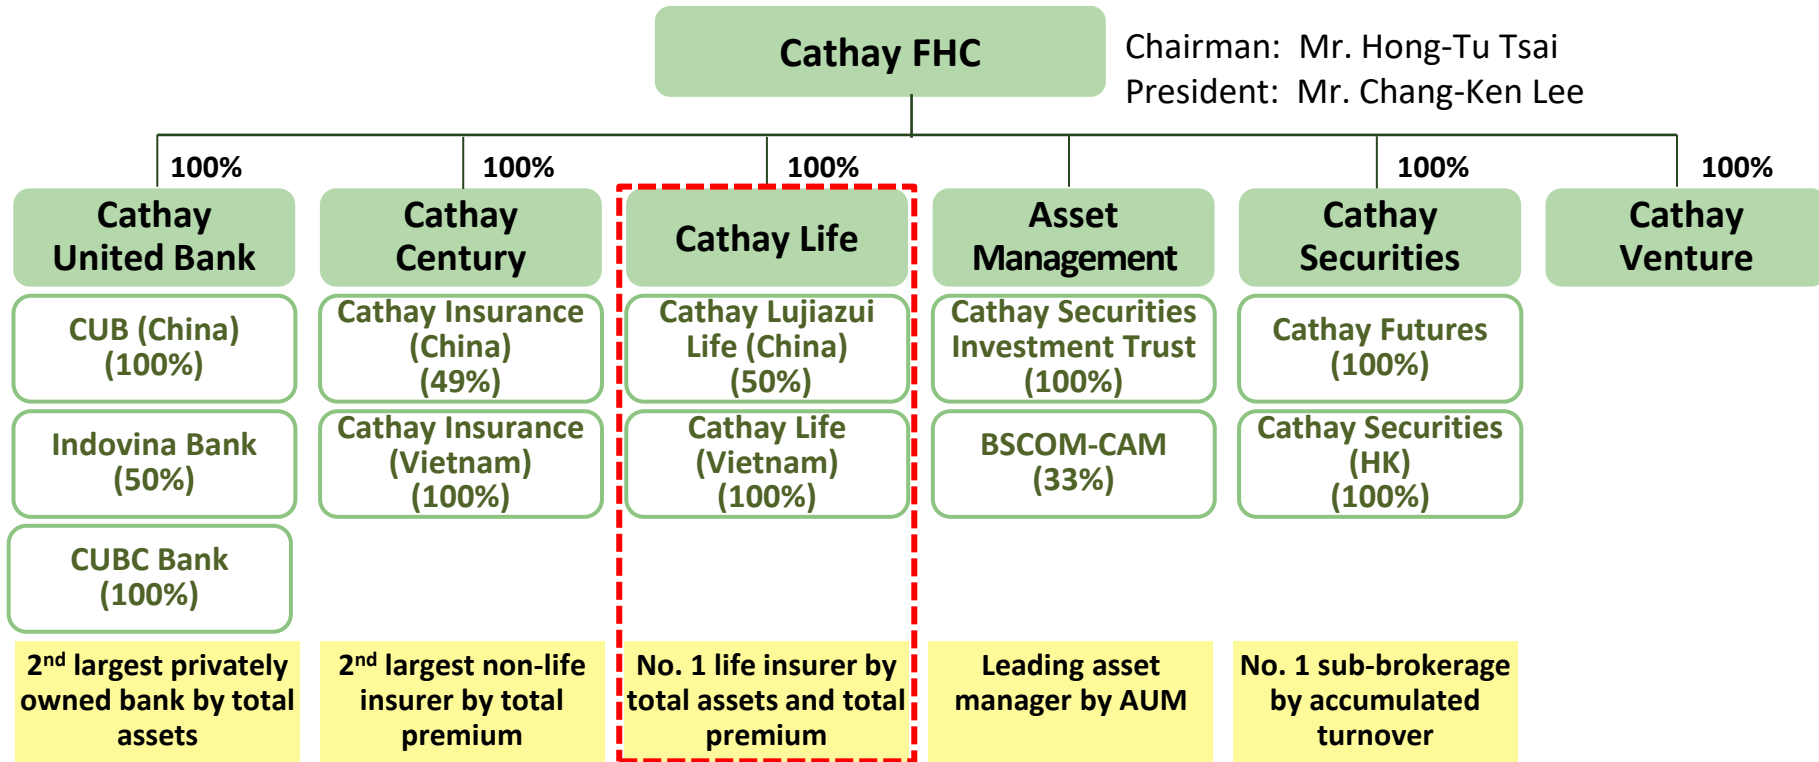 Cathay FHC
Chairman: Mr. Hong-Tu Tsai
President: Mr. Chang-Ken Lee
100%
100%
100%
100%
100%
Cathay
United Bank
Cathay
Century
Cathay Life
Asset
Management
Cathay
Securities
Cathay
Venture
CUB (China)
(100%)
Cathay Insurance
(China)
(49%)
Cathay Lujiazui
Life (China)
(50%)
Cathay Securities
Investment Trust
(100%)
Cathay Futures
(100%)
Indovina Bank
(50%)
Cathay Insurance
(Vietnam)
(100%)
Cathay Life
(Vietnam)
(100%)
BSCOM-CAM
(33%)
Cathay Securities
(HK)
(100%)
CUBC Bank
(100%)
2nd largest privately
owned bank by total
assets
2nd largest non-life
insurer by total
premium
No. 1 life insurer by
total assets and total
premium
Leading asset
manager by AUM
No. 1 sub-brokerage
by accumulated
turnover